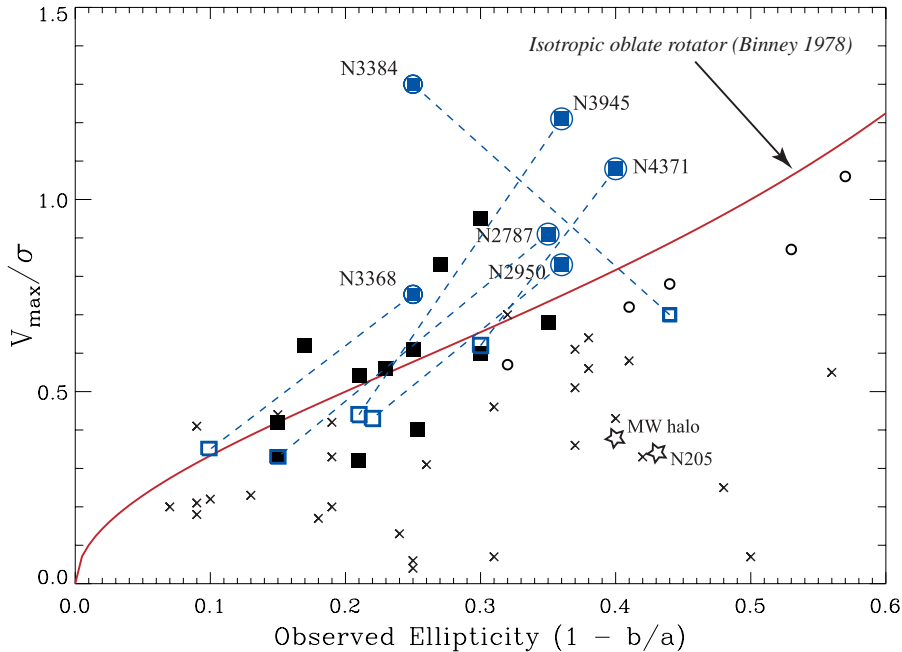 1.5
Isotropic oblate rotator (Binney 1978)
N3384
N3945
N4371
1.0
N2787
N2950
N3368
Vmax/σ
0.5
MW halo
N205
0.0
0.0 0.1 0.2 0.3 0.4 0.5 0.6
Observed Ellipticity (1 − b/a)